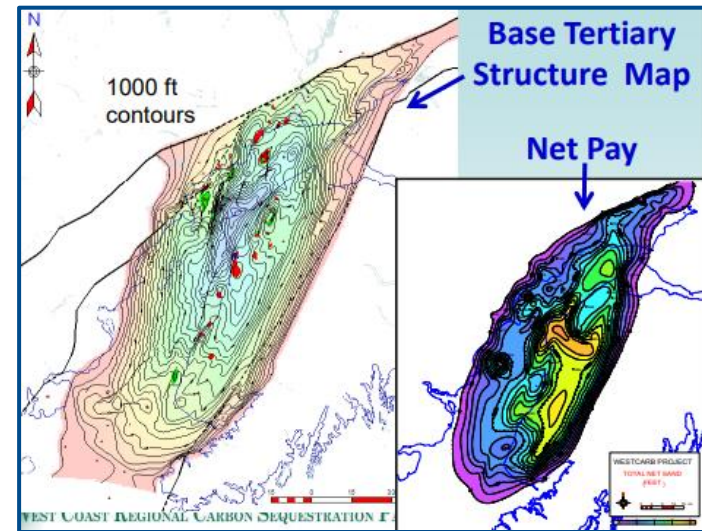 N
1000 ft
contours
Base Tertiary
Structure Map
Net Pay
WESTCARB PROJECT
TOTAL NET SAND
(FEET)
WEST COAST REGIONAL CARBON SEQUESTRATION